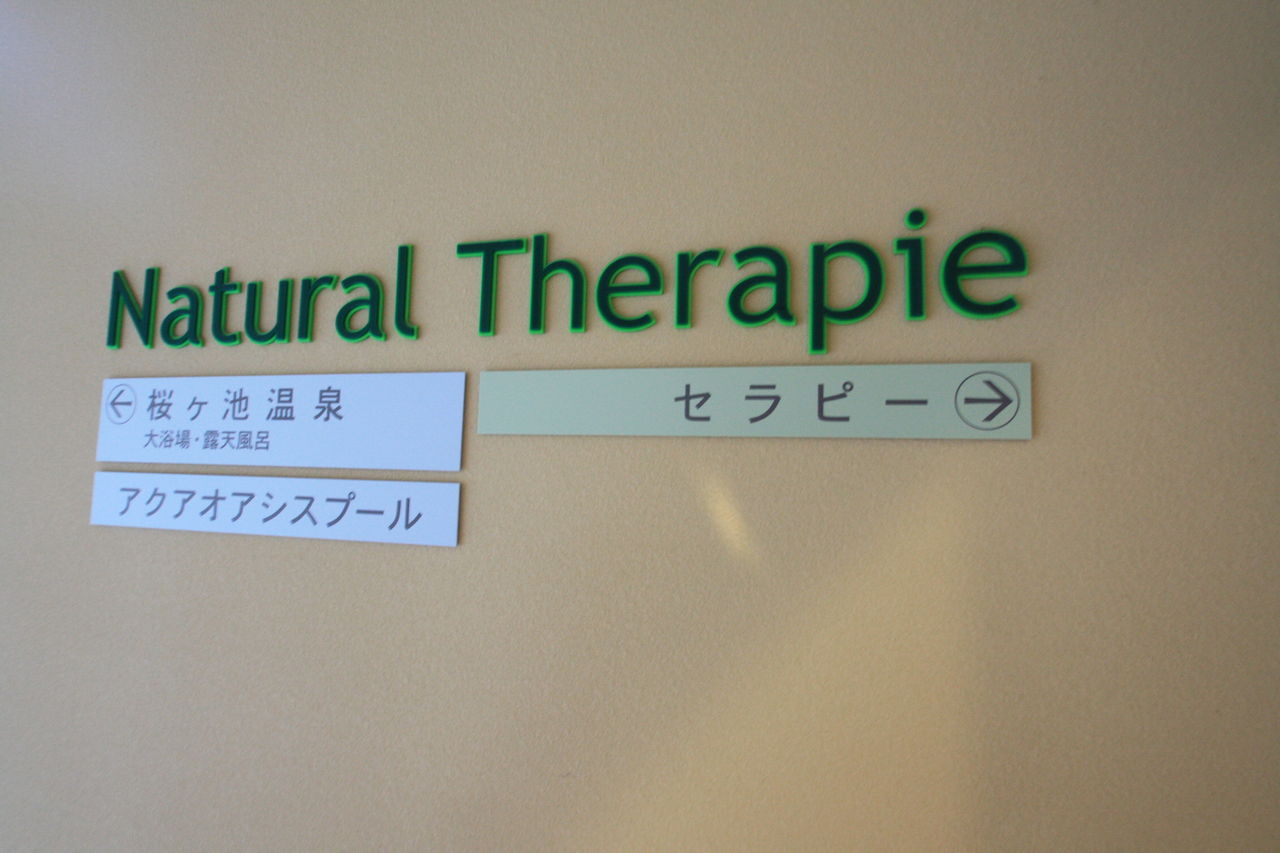 Natural Therapie
桜ヶ池温泉
大浴場・露天風呂
アクアオアシスプール
セラピー